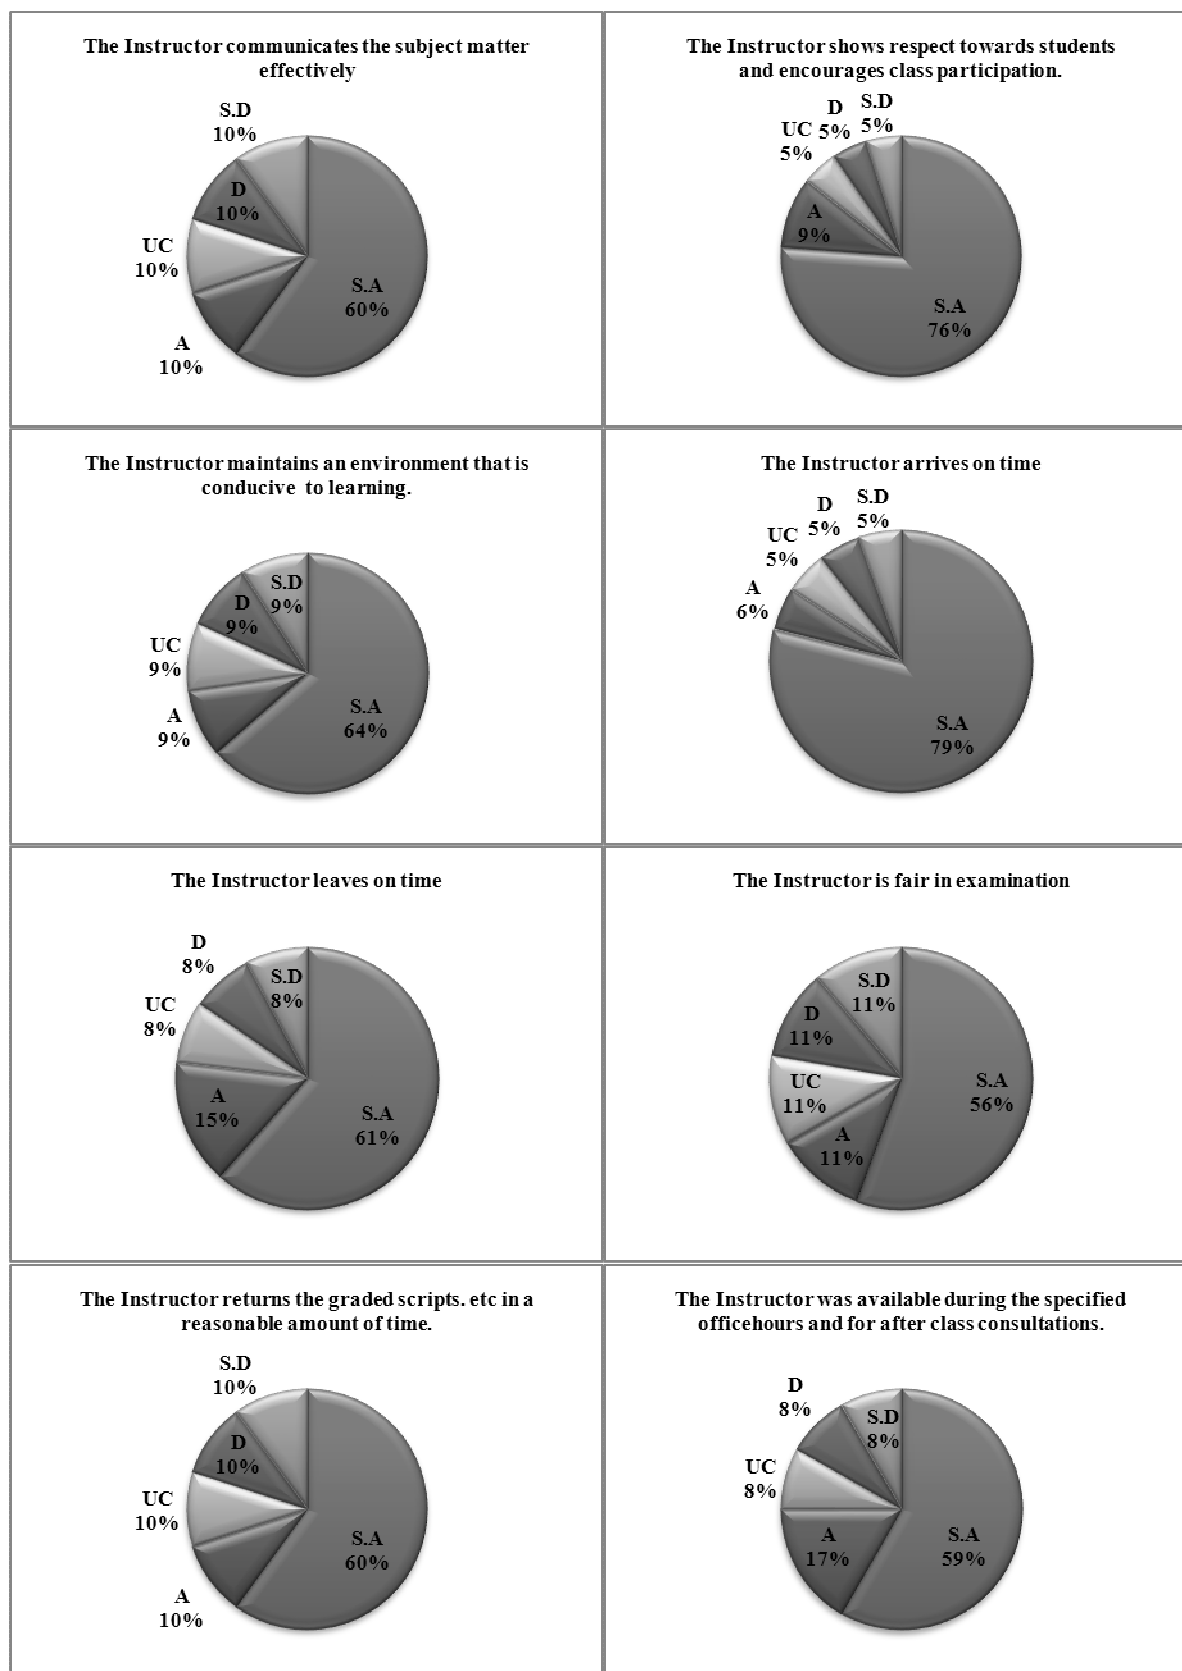 The Instructor communicates the subject matter
effectively
S.D
10%
D
10%
UC
10%
A
10%
S.A
60%
The Instructor shows respect towards students
and encourages class participation.
S.D
5%
D
5%
UC
5%
A
9%
S.A
76%
The Instructor maintains an environment that is
conducive to learning.
S.D
9%
D
9%
UC
9%
A
9%
S.A
64%
The Instructor arrives on time
S.D
5%
D
5%
UC
5%
A
6%
S.A
79%
The Instructor leaves on time
D
8%
S.D
8%
UC
8%
A
15%
S.A
61%
The Instructor is fair in examination
S.D
11%
D
11%
UC
11%
A
11%
S.A
56%
The Instructor returns the graded scripts. etc in a
reasonable amount of time.
S.D
10%
D
10%
UC
10%
A
10%
S.A
60%
The Instructor was available during the specified
officehours and for after class consultations.
D
8%
S.D
8%
UC
8%
A
17%
S.A
59%